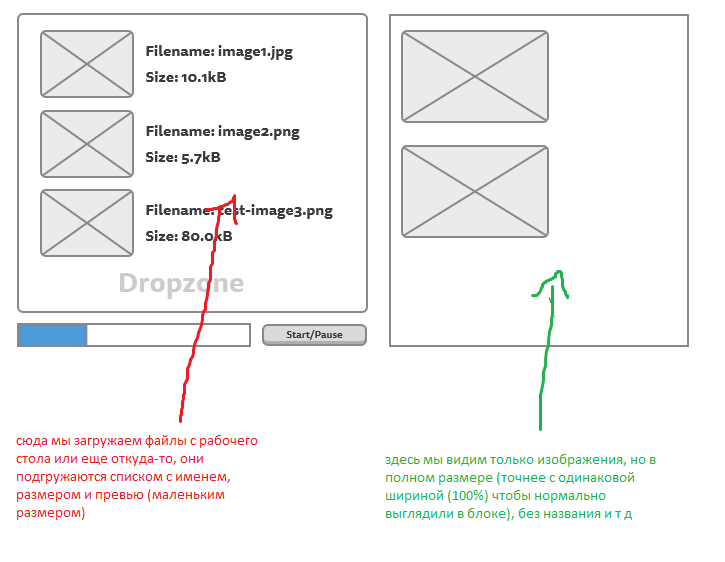 Filename: image1.jpg
Size: 10.1kB
Filename: image2.png
Size: 5.7kB
Filename: test-image3.png
Size: 80.0kB
Dropzone
Start/Pause
сюда мы загружаем файлы с рабочего
стола или еще откуда-то, они
подгружаются списком с именем,
размером и превью (маленьким
размером)
здесь мы видим только изображения, но в
полном размере (точнее с одинаковой
шириной (100%) чтобы нормально
выглядили в блоке), без названия и т д